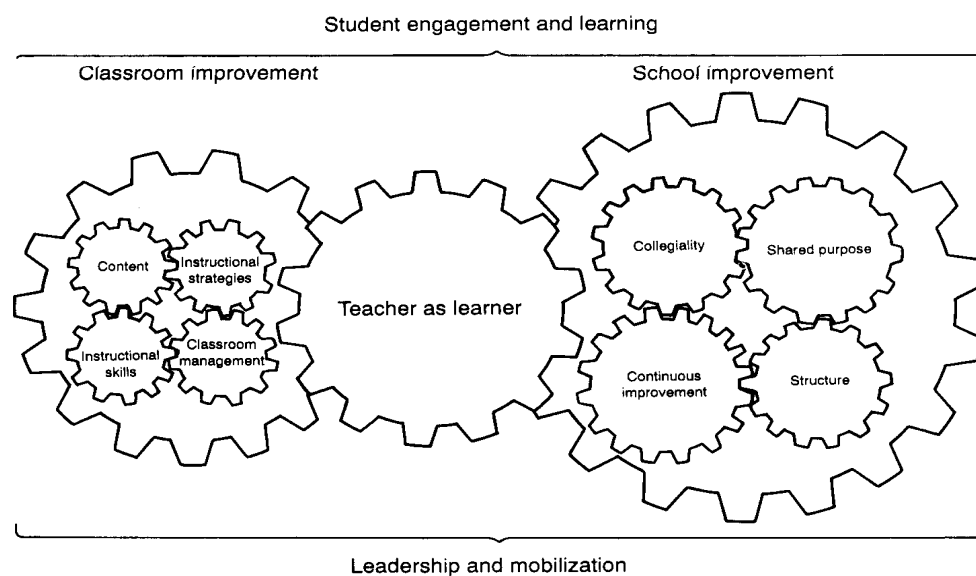 Student engagement and learning
Classroom improvement
School improvement
Content
Instructional
strategies
Instructional
skills
Classroom
management
Teacher as learner
Collegiality
Shared purpose
Continuous
improvement
Structure
Leadership and mobilization